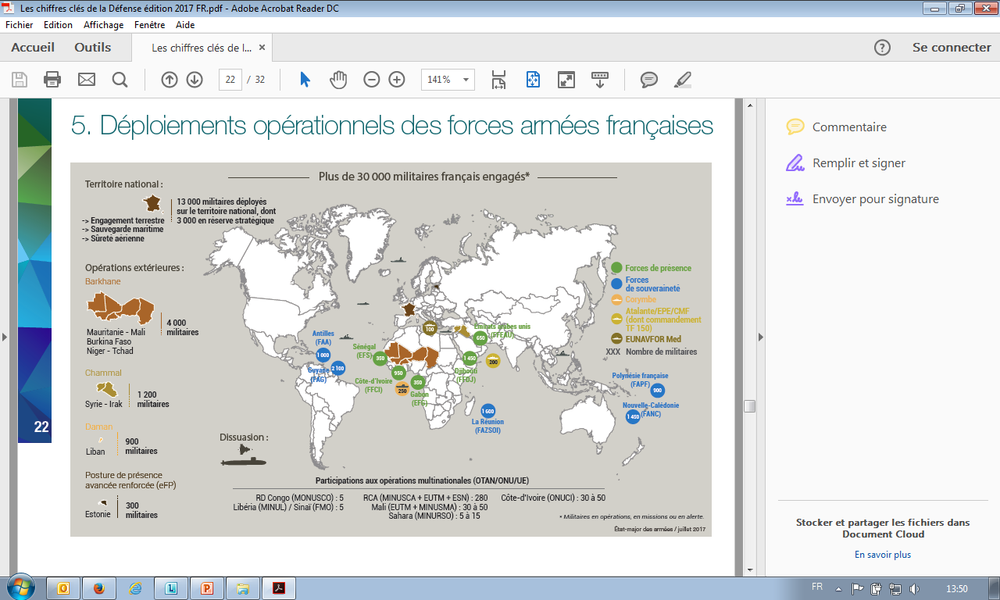 Les chiffres clés de la Défense édition 2017 FR.pdf - Adobe Acrobat Reader DC
Fichier Edition Affichage Fenêtre Aide
Accueil Outils Les chiffres clés de l... × ? Se connecter
22 / 32 141%
5. Déploiements opérationnels des forces armées françaises
Plus de 30 000 militaires français engagés*
Territoire national :
13 000 militaires déployés
sur le territoire national, dont
3 000 en réserve stratégique
-> Engagement terrestre
-> Sauvegarde maritime
-> Sûreté aérienne
Opérations extérieures :
Barkhane
4 000
militaires
Mauritanie - Mali
Burkina Faso
Niger - Tchad
Chammal
1 200
militaires
Syrie - Irak
Daman
900
militaires
Liban
Posture de présence
avancée renforcée (eFP)
300
militaires
Estonie
22
Dissuasion :
Antilles
(FAA)
1 000
Guyane
(FAG)
2 100
Sénégal
(EFS)
350
Côte-d'Ivoire
(FFCI)
950
250
Gabon
(EFG)
350
100
Émirats arabes unis
(FFEAU)
650
Djibouti
(FFDJ)
1 450
200
La Réunion
(FAZSOI)
1 600
Polynésie française
(FAPF)
900
Nouvelle-Calédonie
(FANC)
1 450
Forces de présence
Forces
de souveraineté
Corymbe
Atalante/EPE/CMF
(dont commandement
TF 150)
EUNAVFOR Med
XXX Nombre de militaires
Participations aux opérations multinationales (OTAN/ONU/UE)
RD Congo (MONUSCO) : 5
Libéria (MINUL) / Sinaï (FMO) : 5
RCA (MINUSCA + EUTM + ESN) : 280
Mali (EUTM + MINUSMA) : 30 à 50
Sahara (MINURSO) : 5 à 15
Côte-d'Ivoire (ONUCI) : 30 à 50
* Militaires en opérations, en missions ou en alerte.
État-major des armées / juillet 2017
Commentaire
Remplir et signer
Envoyer pour signature
Stocker et partager les fichiers dans
Document Cloud
En savoir plus
FR 13:50